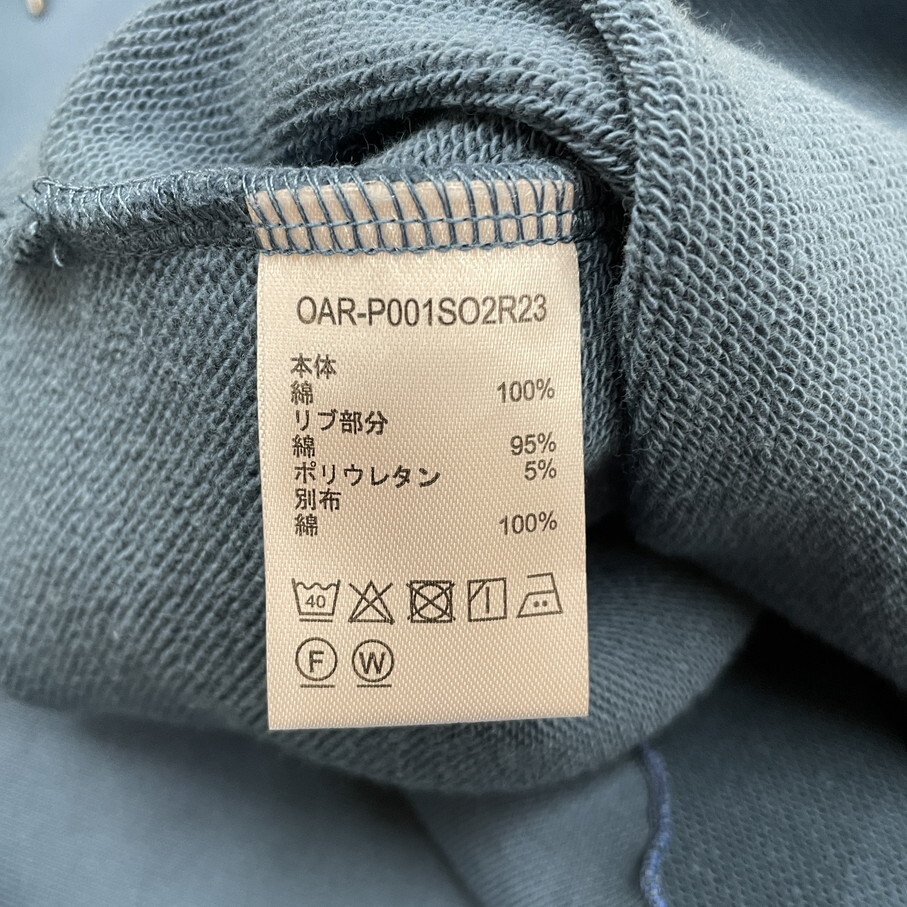 OAR-P001SO2R23
本体
綿 100%
リブ部分
綿 95%
ポリウレタン 5%
別布
綿 100%
40
F W